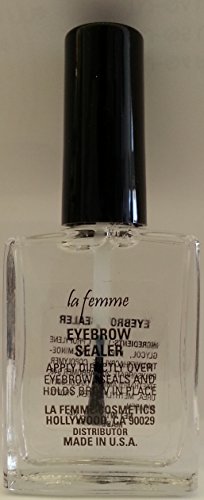 la femme
EYEBROW
SEALER
APPLY DIRECTLY OVER
EYEBROW SEALS AND
HOLDS BROW IN PLACE
LA FEMME COSMETICS
HOLLYWOOD, CA 90029
DISTRIBUTOR
MADE IN U.S.A.